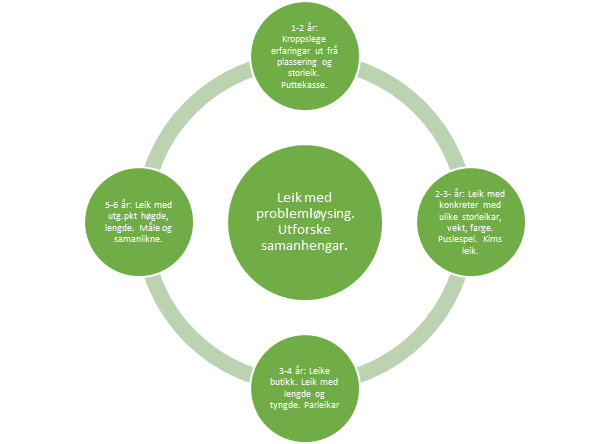 1-2 år:
Kroppslege
erfaringar ut frå
plassering og
storleik.
Puttekasse.
Leik med
problemløysing.
Utforske
samanhengar.
2-3- år: Leik med
konkreter med
ulike storleikar,
vekt, farge.
Puslespel. Kims
leik.
3-4 år: Leike
butikk. Leik med
lengde og
tyngde. Parleikar
5-6 år: Leik med
utg.pkt høgde,
lengde. Måle og
samanlikne.